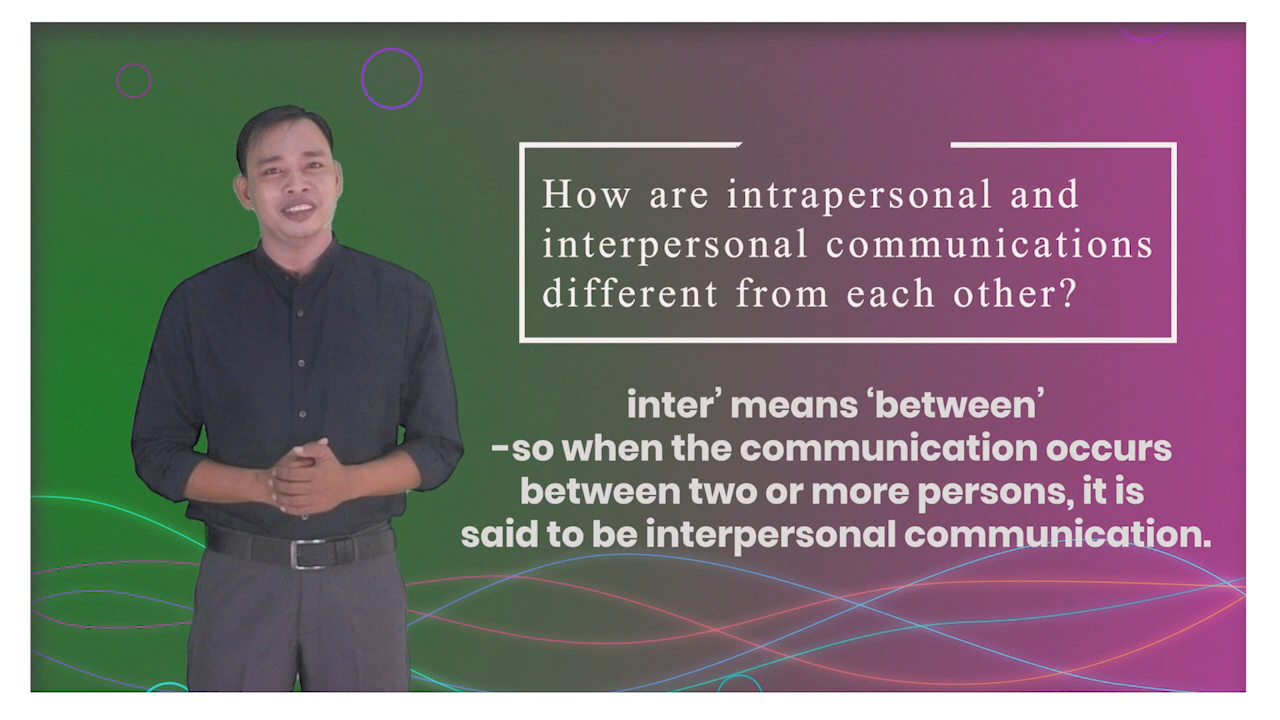 How are intrapersonal and
interpersonal communications
different from each other?
inter’ means ‘between’
-so when the communication occurs
between two or more persons, it is
said to be interpersonal communication.